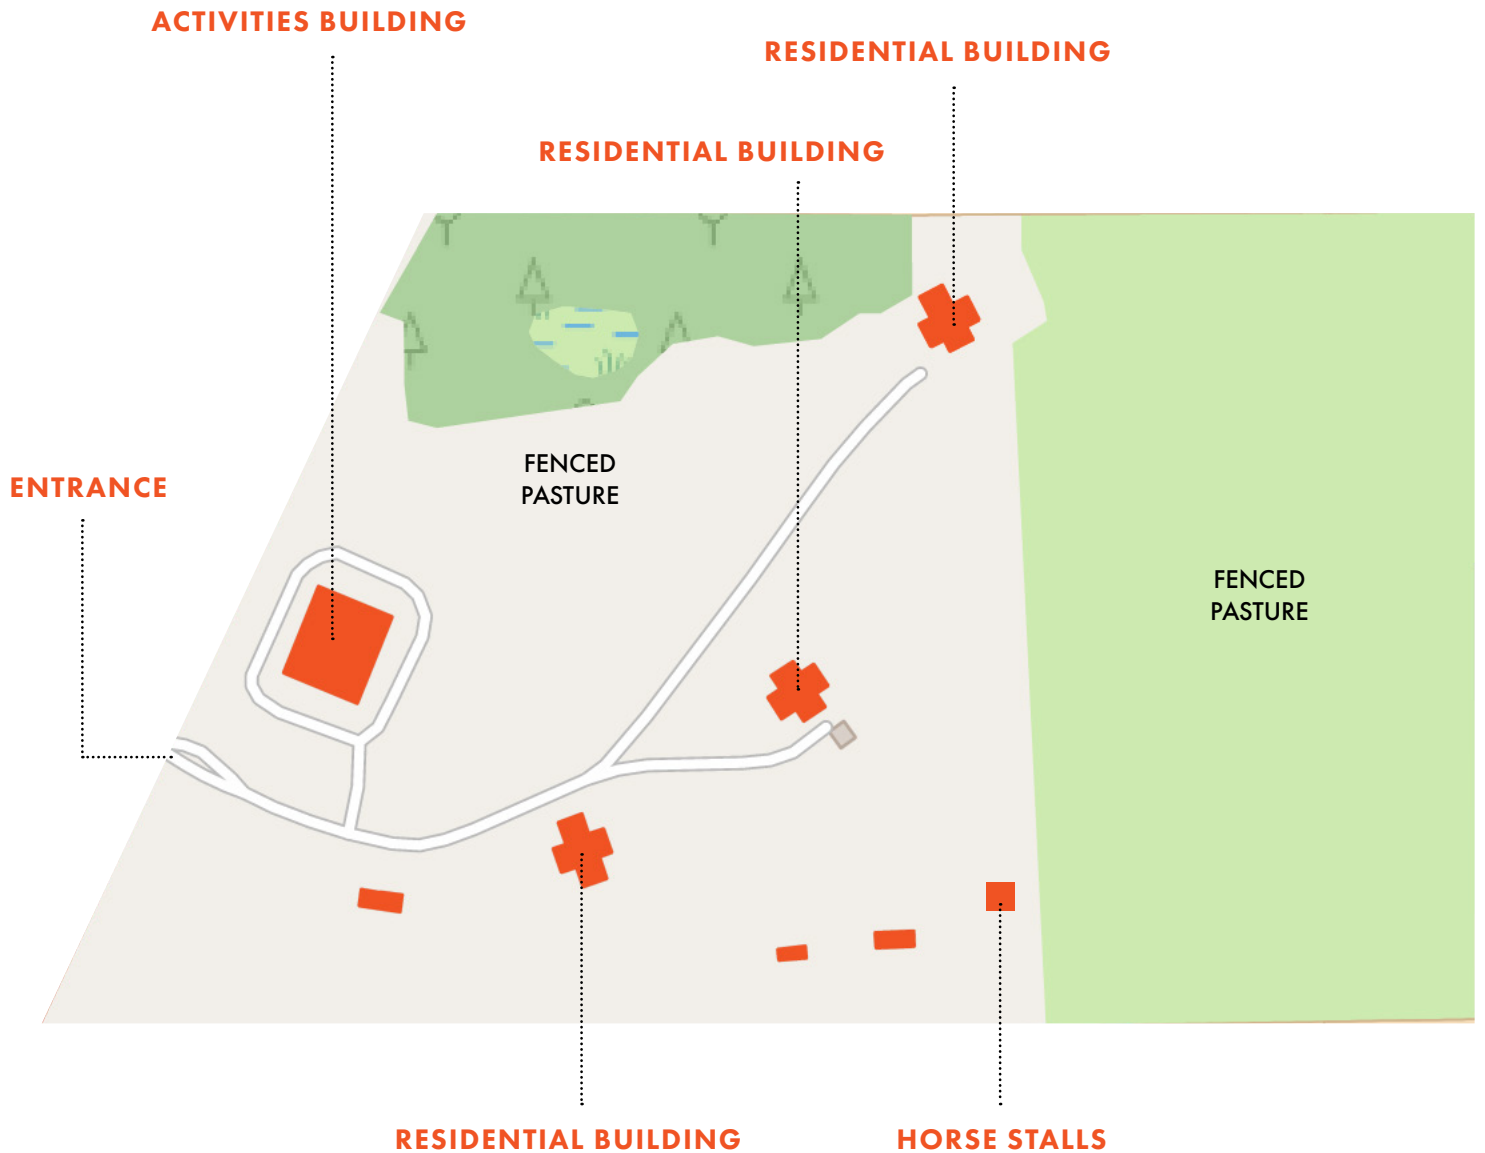 ACTIVITIES BUILDING
RESIDENTIAL BUILDING
RESIDENTIAL BUILDING
FENCED
PASTURE
ENTRANCE
FENCED
PASTURE
RESIDENTIAL BUILDING
HORSE STALLS